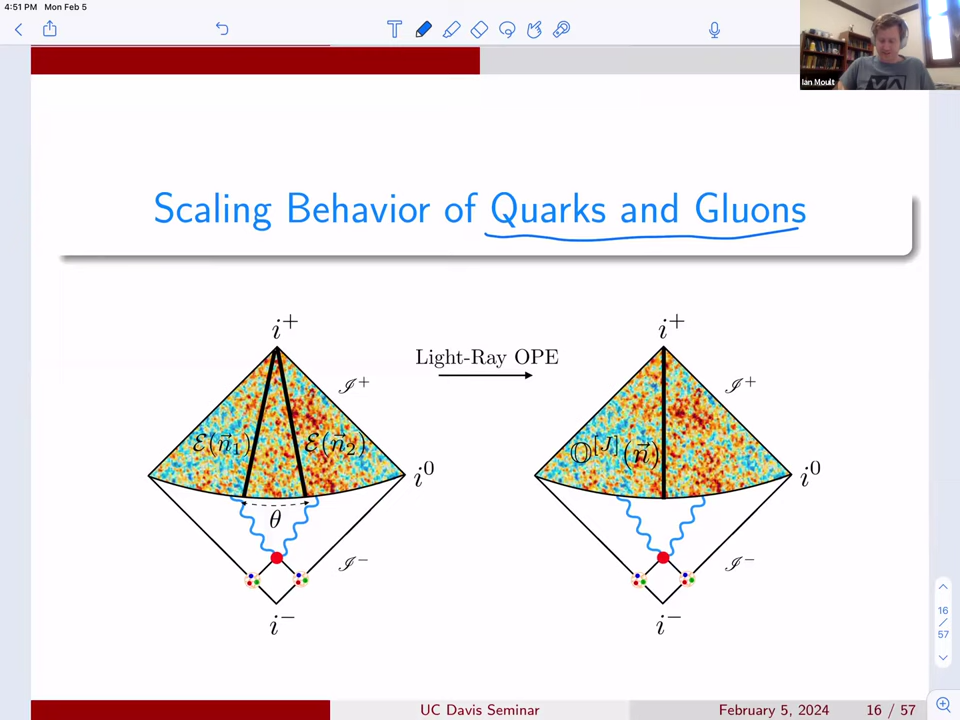 4:51 PM Mon Feb 5
Ian Moult
Scaling Behavior of Quarks and Gluons
i⁺
i⁺
Light-Ray OPE
𝓘⁺
𝓘⁺
ℰ(n⃗₁)
ℰ(n⃗₂)
𝕆^[J](n⃗)
i⁰
i⁰
θ
𝓘⁻
𝓘⁻
i⁻
i⁻
16
/
57
UC Davis Seminar
February 5, 2024
16 / 57